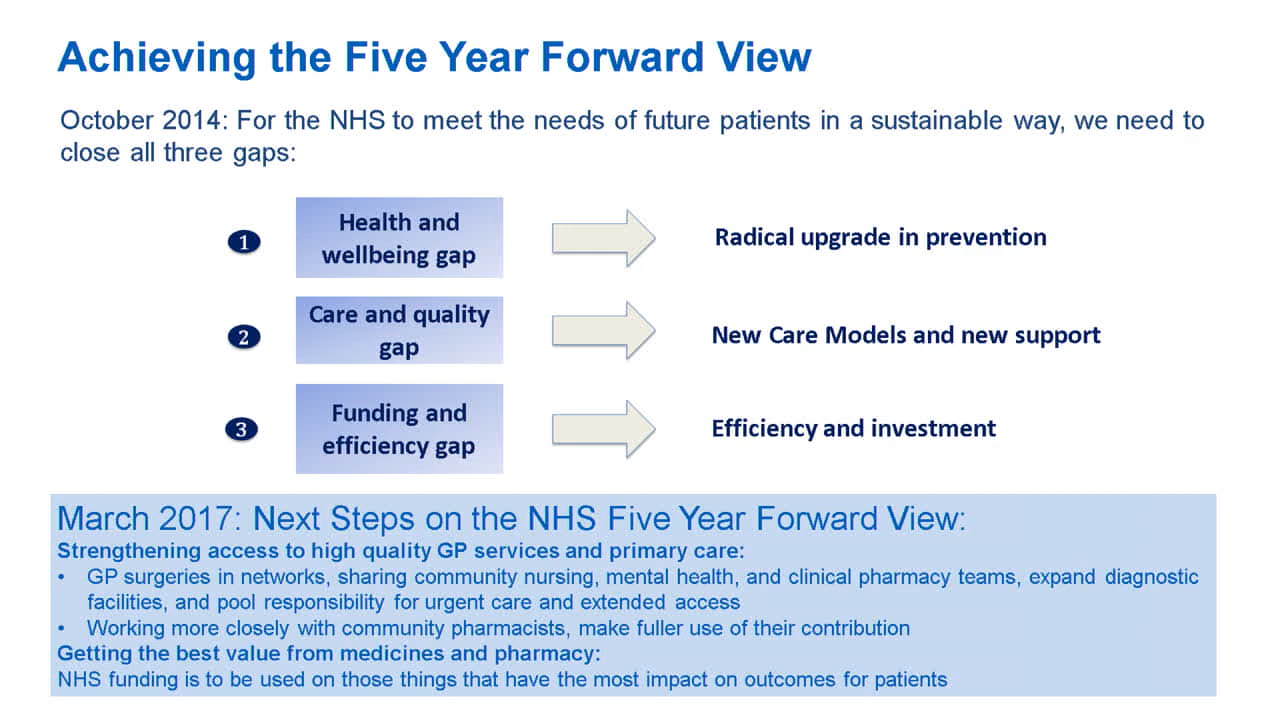 Achieving the Five Year Forward View
October 2014: For the NHS to meet the needs of future patients in a sustainable way, we need to
close all three gaps:
1
Health and
wellbeing gap
Radical upgrade in prevention
2
Care and quality
gap
New Care Models and new support
3
Funding and
efficiency gap
Efficiency and investment
March 2017: Next Steps on the NHS Five Year Forward View:
Strengthening access to high quality GP services and primary care:
• GP surgeries in networks, sharing community nursing, mental health, and clinical pharmacy teams, expand diagnostic
facilities, and pool responsibility for urgent care and extended access
• Working more closely with community pharmacists, make fuller use of their contribution
Getting the best value from medicines and pharmacy:
NHS funding is to be used on those things that have the most impact on outcomes for patients